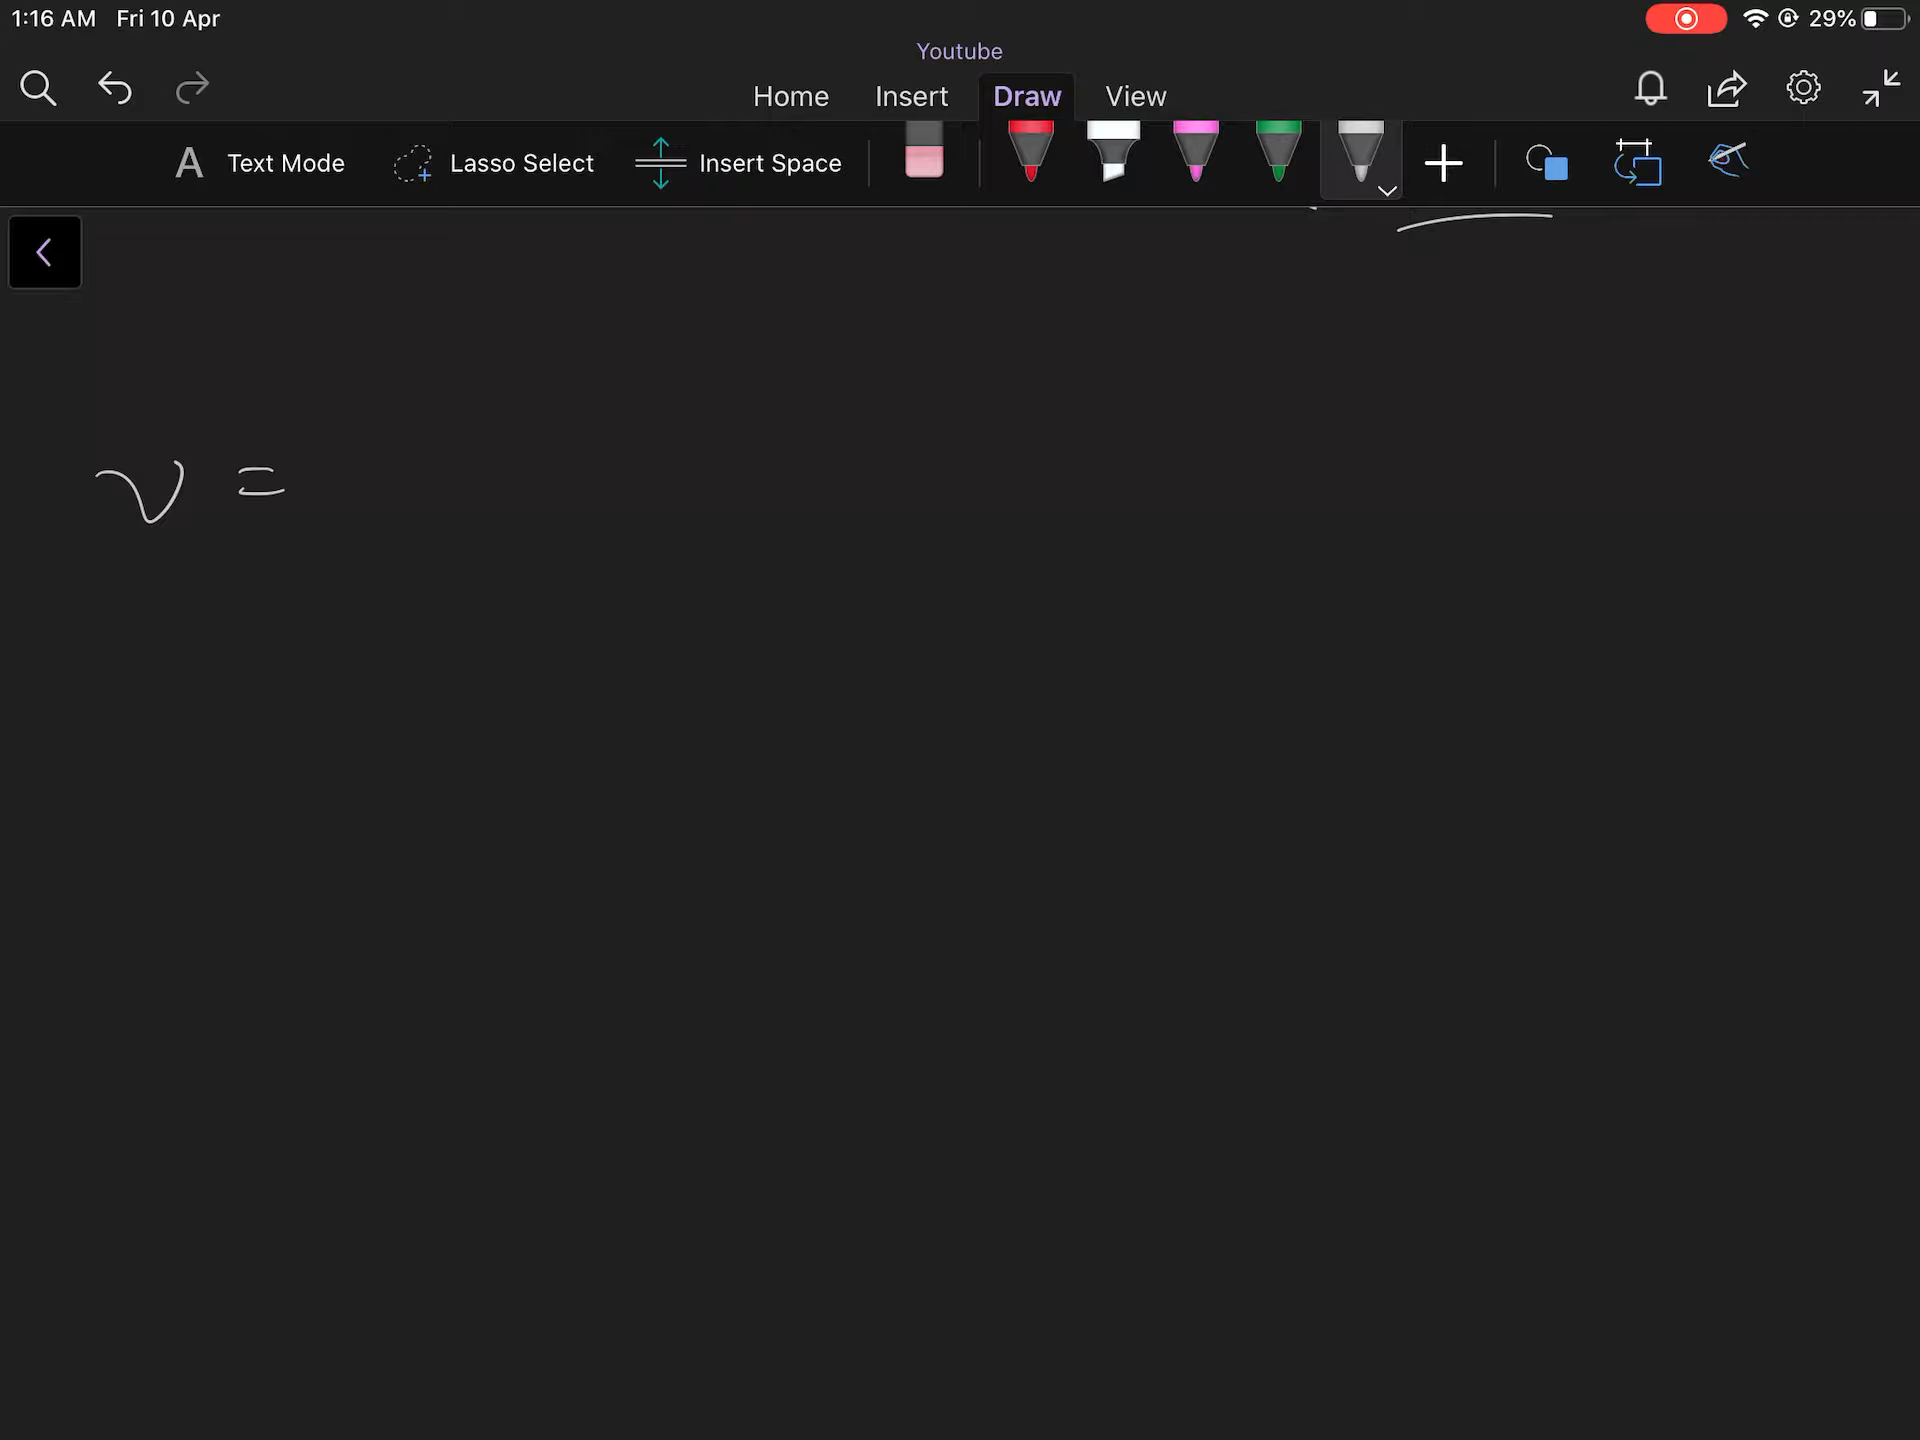 1:16 AM Fri 10 Apr 29%
Youtube
Home Insert Draw View
A Text Mode Lasso Select Insert Space
v =